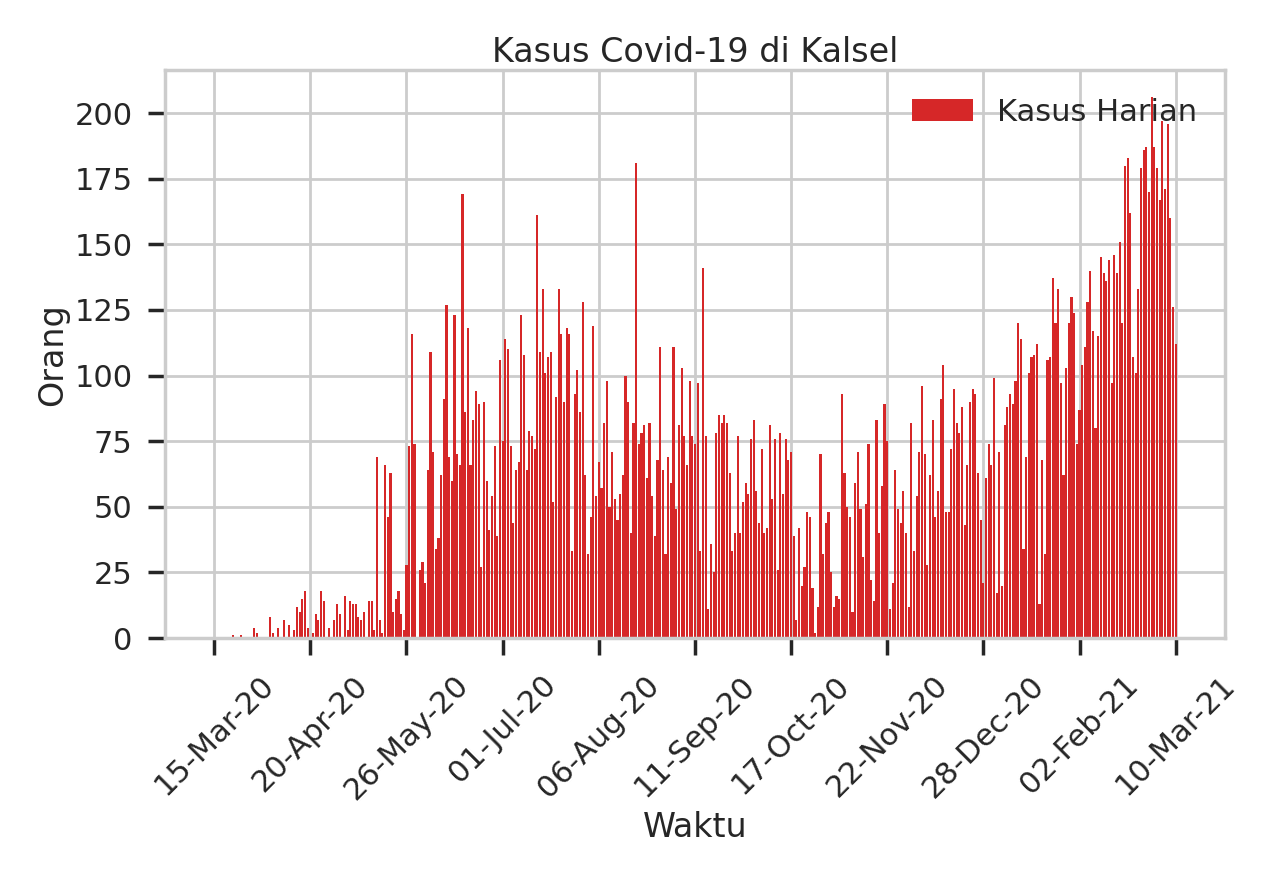 Kasus Covid-19 di Kalsel
Kasus Harian
200
175
150
125
100
75
50
25
0
Orang
15-Mar-20
20-Apr-20
26-May-20
01-Jul-20
06-Aug-20
11-Sep-20
17-Oct-20
22-Nov-20
28-Dec-20
02-Feb-21
10-Mar-21
Waktu